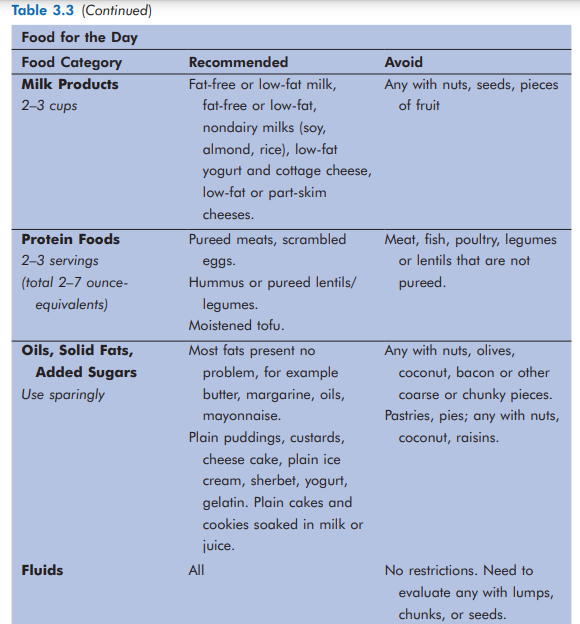 Table 3.3 (Continued)
Food for the Day
Food Category Recommended Avoid
Milk Products
2–3 cups
Fat-free or low-fat milk,
fat-free or low-fat,
nondairy milks (soy,
almond, rice), low-fat
yogurt and cottage cheese,
low-fat or part-skim
cheeses.
Any with nuts, seeds, pieces
of fruit
Protein Foods
2–3 servings
(total 2–7 ounce-
equivalents)
Pureed meats, scrambled
eggs.
Hummus or pureed lentils/
legumes.
Moistened tofu.
Meat, fish, poultry, legumes
or lentils that are not
pureed.
Oils, Solid Fats,
Added Sugars
Use sparingly
Most fats present no
problem, for example
butter, margarine, oils,
mayonnaise.
Plain puddings, custards,
cheese cake, plain ice
cream, sherbet, yogurt,
gelatin. Plain cakes and
cookies soaked in milk or
juice.
Any with nuts, olives,
coconut, bacon or other
coarse or chunky pieces.
Pastries, pies; any with nuts,
coconut, raisins.
Fluids
All
No restrictions. Need to
evaluate any with lumps,
chunks, or seeds.